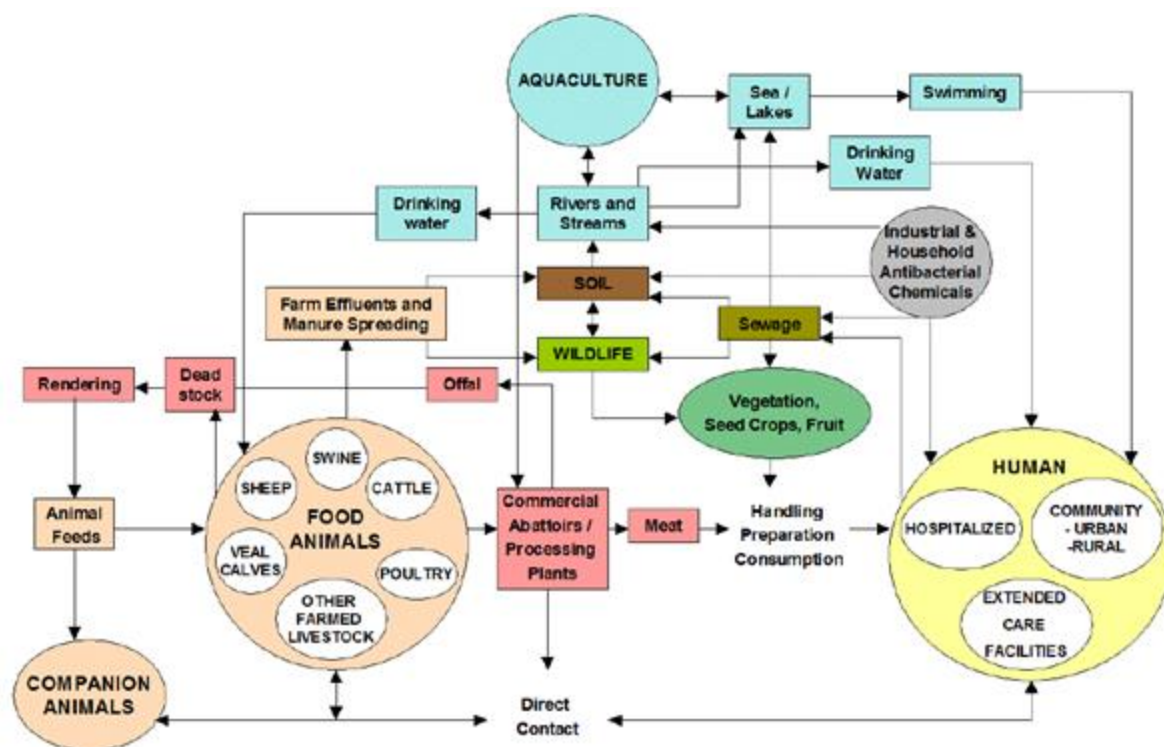 AQUACULTURE
Sea /
Lakes
Swimming
Drinking
Water
Drinking
water
Rivers and
Streams
Industrial &
Household
Antibacterial
Chemicals
SOIL
Farm Effluents and
Manure Spreading
Sewage
WILDLIFE
Rendering
Dead
stock
Offal
Vegetation,
Seed Crops, Fruit
SWINE
SHEEP
CATTLE
FOOD
ANIMALS
VEAL
CALVES
POULTRY
OTHER
FARMED
LIVESTOCK
Animal
Feeds
Commercial
Abattoirs /
Processing
Plants
Meat
Handling
Preparation
Consumption
HUMAN
HOSPITALIZED
COMMUNITY
- URBAN
-RURAL
EXTENDED
CARE
FACILITIES
COMPANION
ANIMALS
Direct
Contact